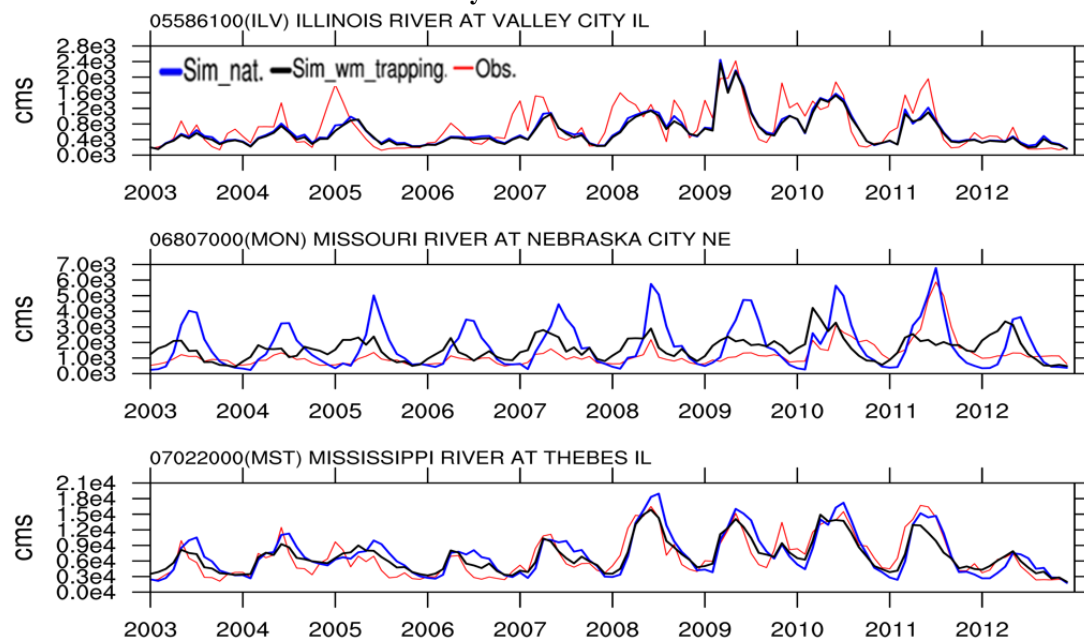 05586100(ILV) ILLINOIS RIVER AT VALLEY CITY IL
2.8e3
2.4e3
2.0e3
1.6e3
1.2e3
0.8e3
0.4e3
0.0e3
cms
Sim_nat. Sim_wm_trapping. Obs.
2003 2004 2005 2006 2007 2008 2009 2010 2011 2012
06807000(MON) MISSOURI RIVER AT NEBRASKA CITY NE
7.0e3
6.0e3
5.0e3
4.0e3
3.0e3
2.0e3
1.0e3
0.0e3
cms
2003 2004 2005 2006 2007 2008 2009 2010 2011 2012
07022000(MST) MISSISSIPPI RIVER AT THEBES IL
2.1e4
1.8e4
1.5e4
1.2e4
0.9e4
0.6e4
0.3e4
0.0e4
cms
2003 2004 2005 2006 2007 2008 2009 2010 2011 2012